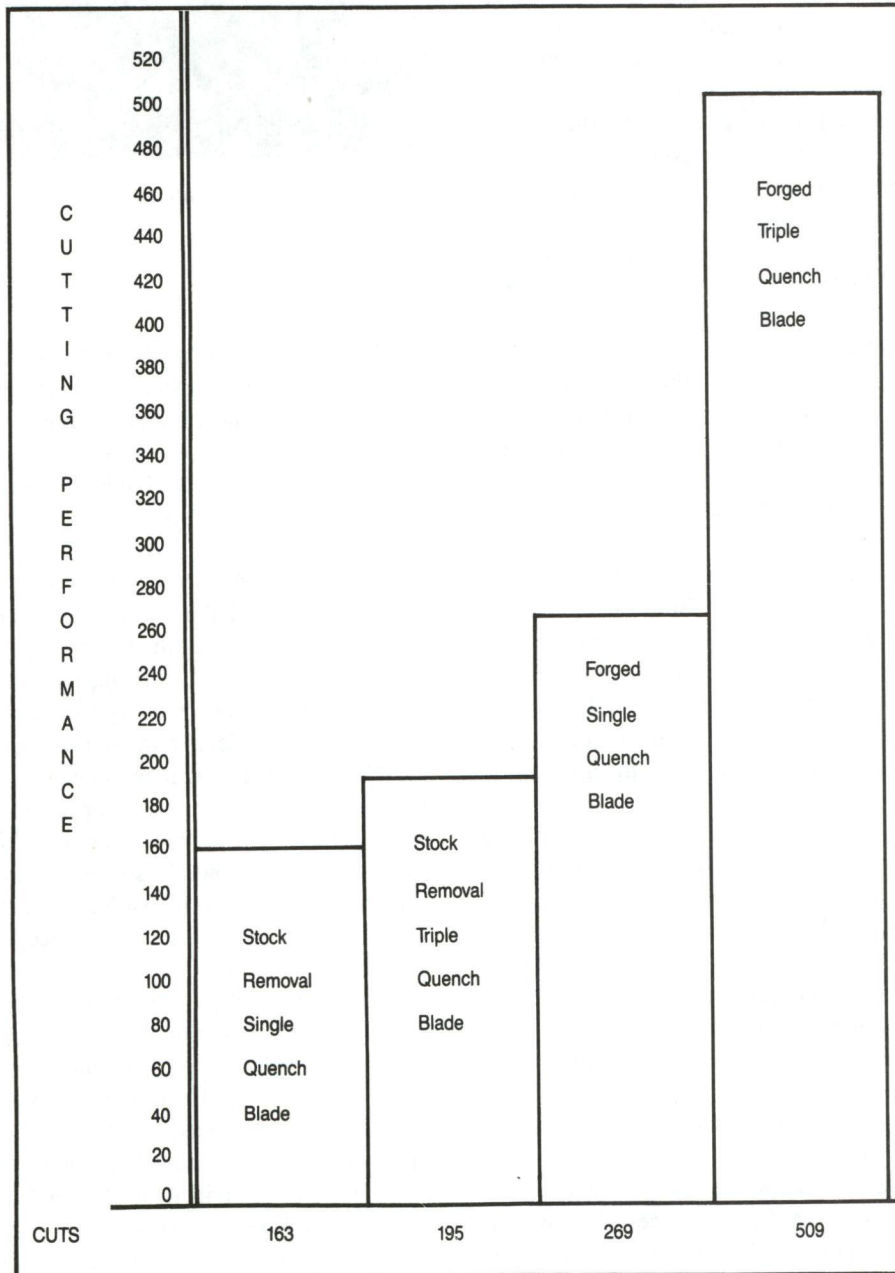 520
500
480
460
440
420
400
380
360
340
320
300
280
260
240
220
200
180
160
140
120
100
80
60
40
20
0
CUTTING PERFORMANCE
Stock
Removal
Single
Quench
Blade
Stock
Removal
Triple
Quench
Blade
Forged
Single
Quench
Blade
Forged
Triple
Quench
Blade
CUTS 163 195 269 509